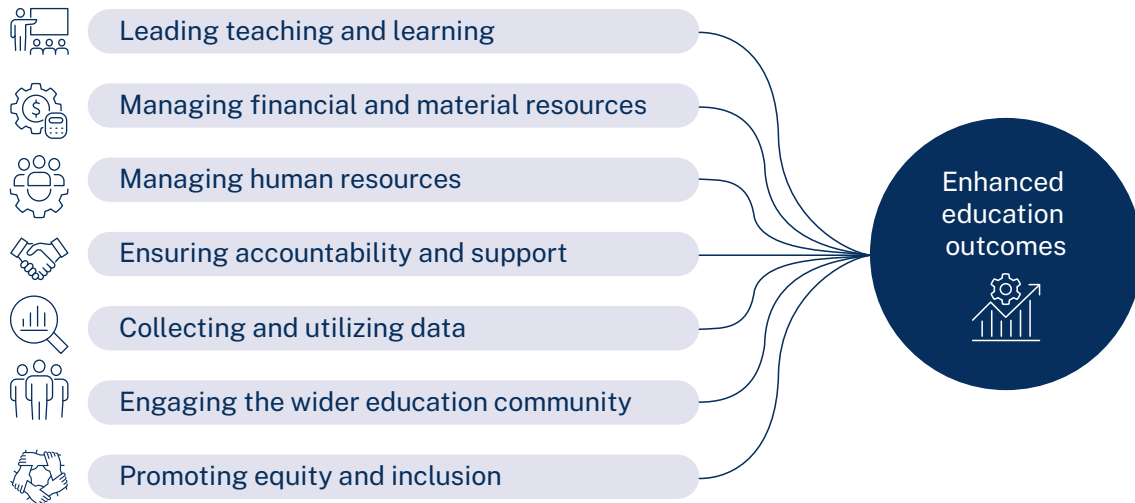 Leading teaching and learning
Managing financial and material resources
Managing human resources
Ensuring accountability and support
Collecting and utilizing data
Engaging the wider education community
Promoting equity and inclusion
Enhanced
education
outcomes